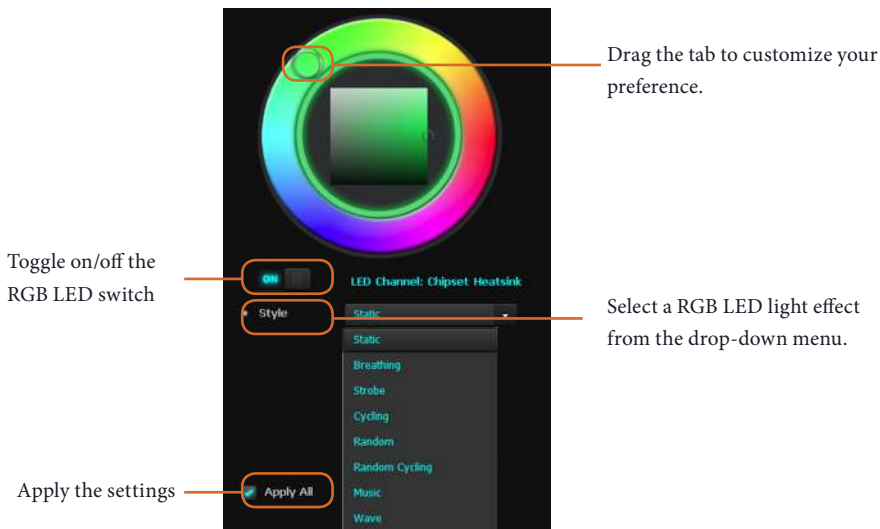 Drag the tab to customize your
preference.
Toggle on/off the
RGB LED switch
ON
LED Channel: Chipset Heatsink
Style
Static
Select a RGB LED light effect
from the drop-down menu.
Static
Breathing
Strobe
Cycling
Random
Random Cycling
Apply the settings
Apply All
Music
Wave